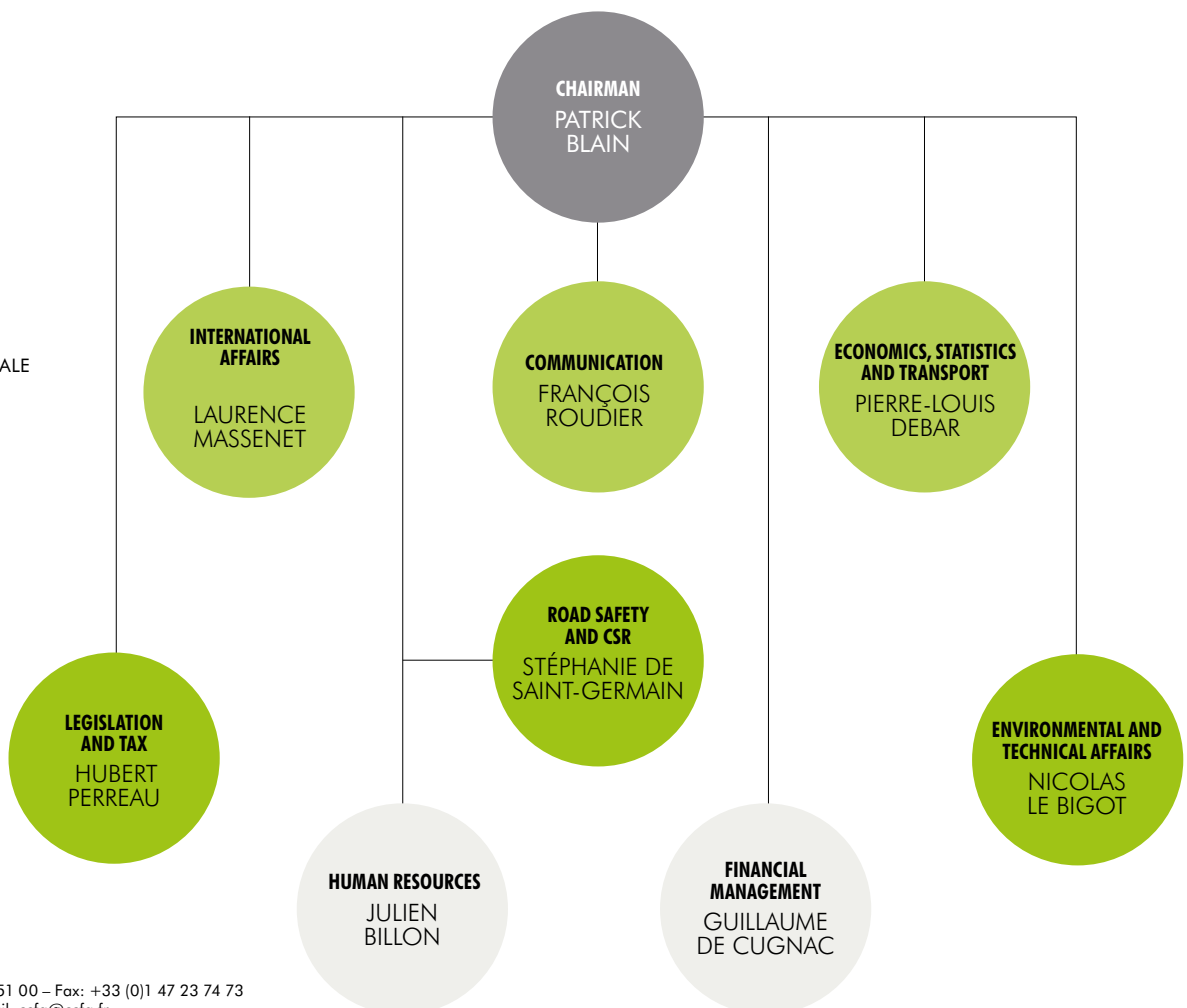 CHAIRMAN
PATRICK
BLAIN
INTERNATIONAL
AFFAIRS
LAURENCE
MASSENET
COMMUNICATION
FRANÇOIS
ROUDIER
ECONOMICS, STATISTICS
AND TRANSPORT
PIERRE-LOUIS
DEBAR
ALE
ROAD SAFETY
AND CSR
STÉPHANIE DE
SAINT-GERMAIN
LEGISLATION
AND TAX
HUBERT
PERREAU
ENVIRONMENTAL AND
TECHNICAL AFFAIRS
NICOLAS
LE BIGOT
HUMAN RESOURCES
JULIEN
BILLON
FINANCIAL
MANAGEMENT
GUILLAUME
DE CUGNAC
51 00 – Fax: +33 (0)1 47 23 74 73